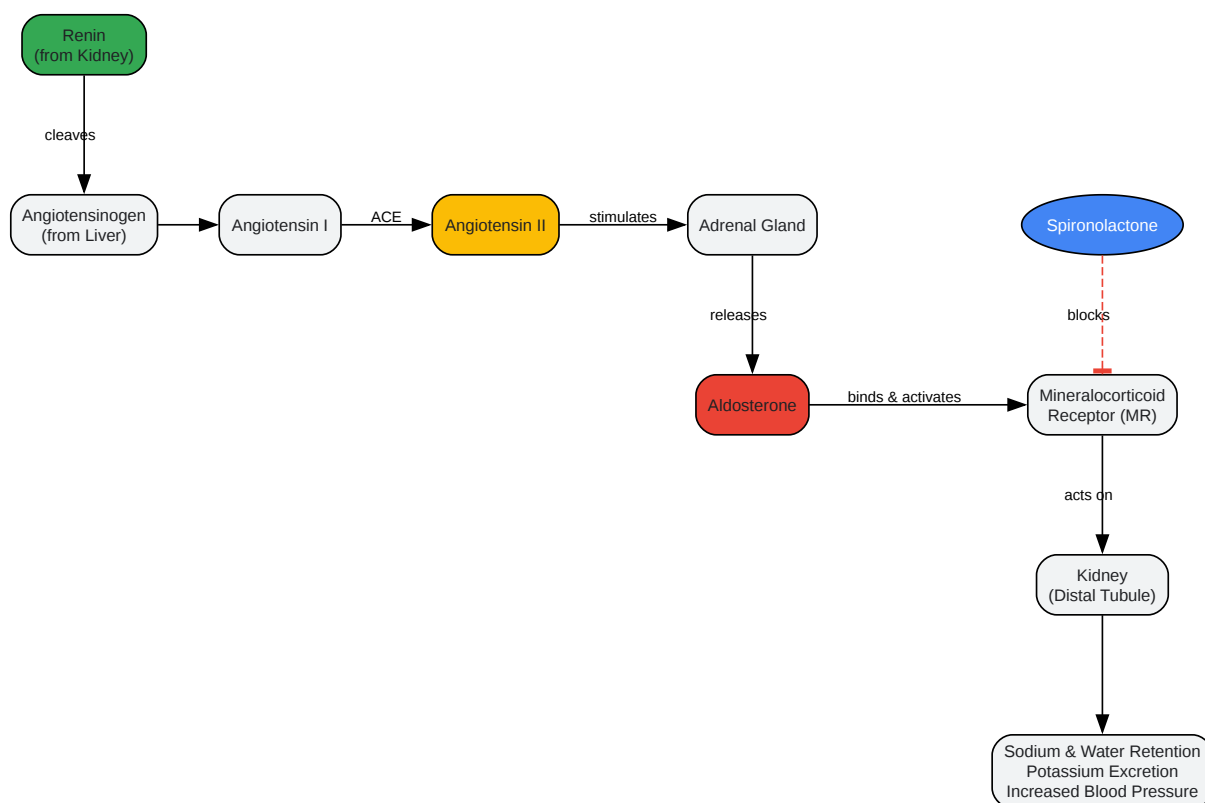 Renin
(from Kidney)
cleaves
Angiotensinogen
(from Liver)
Angiotensin I
ACE
Angiotensin II
stimulates
Adrenal Gland
Spironolactone
releases
blocks
Aldosterone
binds & activates
Mineralocorticoid
Receptor (MR)
acts on
Kidney
(Distal Tubule)
Sodium & Water Retention
Potassium Excretion
Increased Blood Pressure